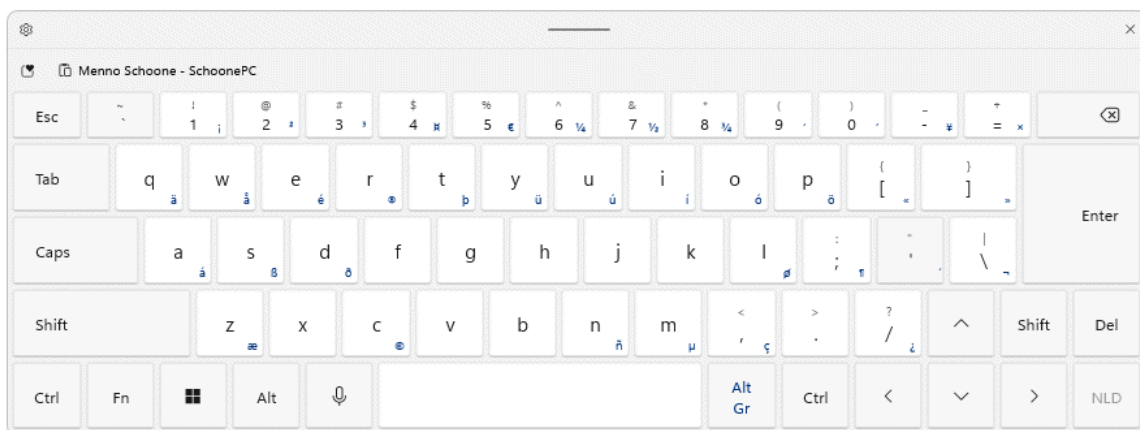 Menno Schoone - SchoonePC
Esc ~ ` ! 1 ¡ @ 2 ² # 3 ³ $ 4 ¤ % 5 € ^ 6 ¼ & 7 ½ * 8 ¾ ( 9 ‘ ) 0 ’ _ - ¥ + = ×
Tab q ä w å e é r ® t þ y ü u ú i í o ó p ö { [ « } ] »
Enter
Caps a á s ß d ð f g h j k l ø : ; ¶ " ' ´ | \ ¬
Shift z æ x c © v b n ñ m µ < , ç > . ? / ¿ Shift Del
Ctrl Fn Alt Alt Gr Ctrl NLD